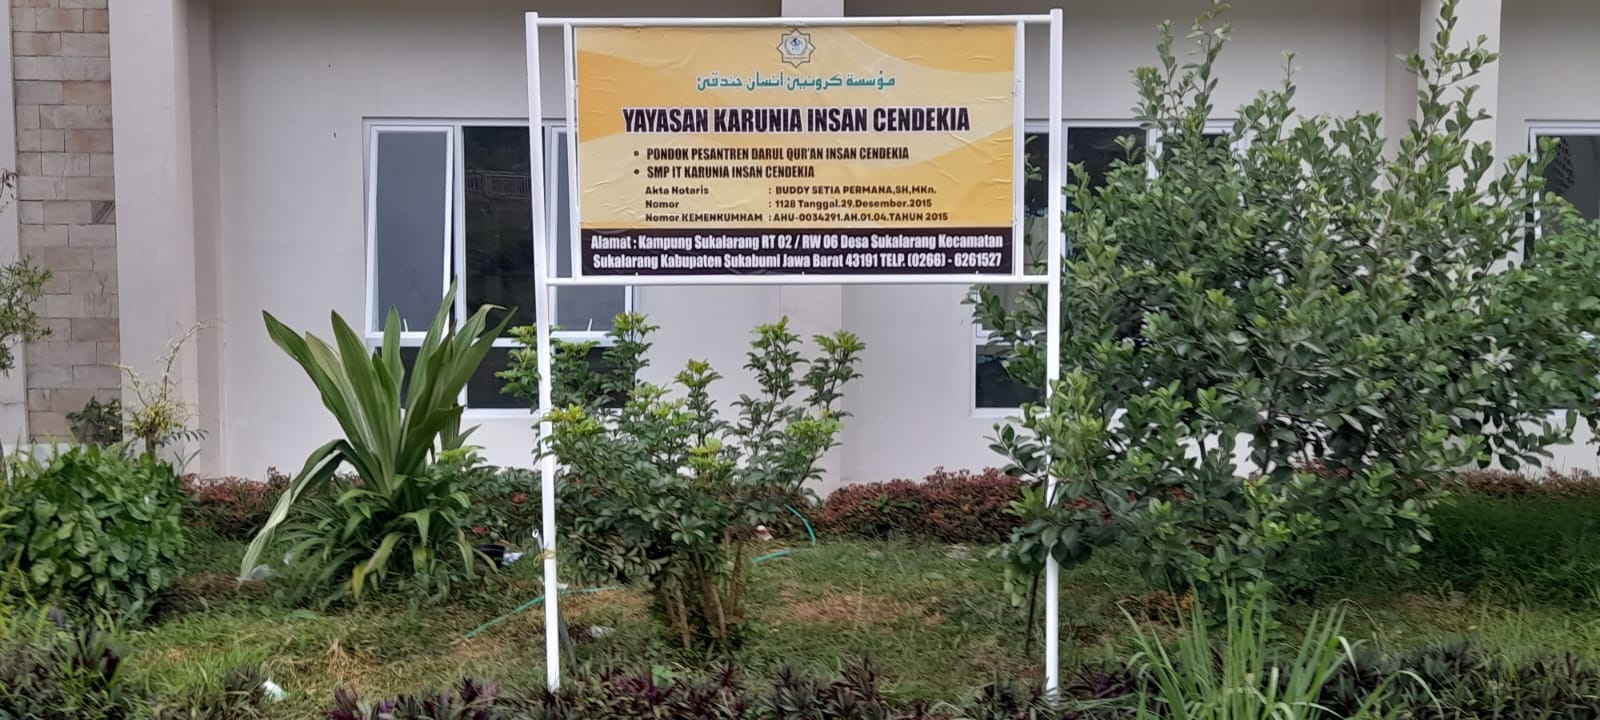 مؤسسة كرونيئ انسان جندقئ
YAYASAN KARUNIA INSAN CENDEKIA
• PONDOK PESANTREN DARUL QUR'AN INSAN CENDEKIA
• SMP IT KARUNIA INSAN CENDEKIA
Akta Notaris : BUDDY SETIA PERMANA,SH,MKn.
Nomor : 1128 Tanggal.29.Desember.2015
Nomor.KEMENKUMHAM : AHU-0034291.AH.01.04.TAHUN 2015
Alamat : Kampung Sukalarang RT 02 / RW 06 Desa Sukalarang Kecamatan
Sukalarang Kabupaten Sukabumi Jawa Barat 43191 TELP. (0266) - 6261527